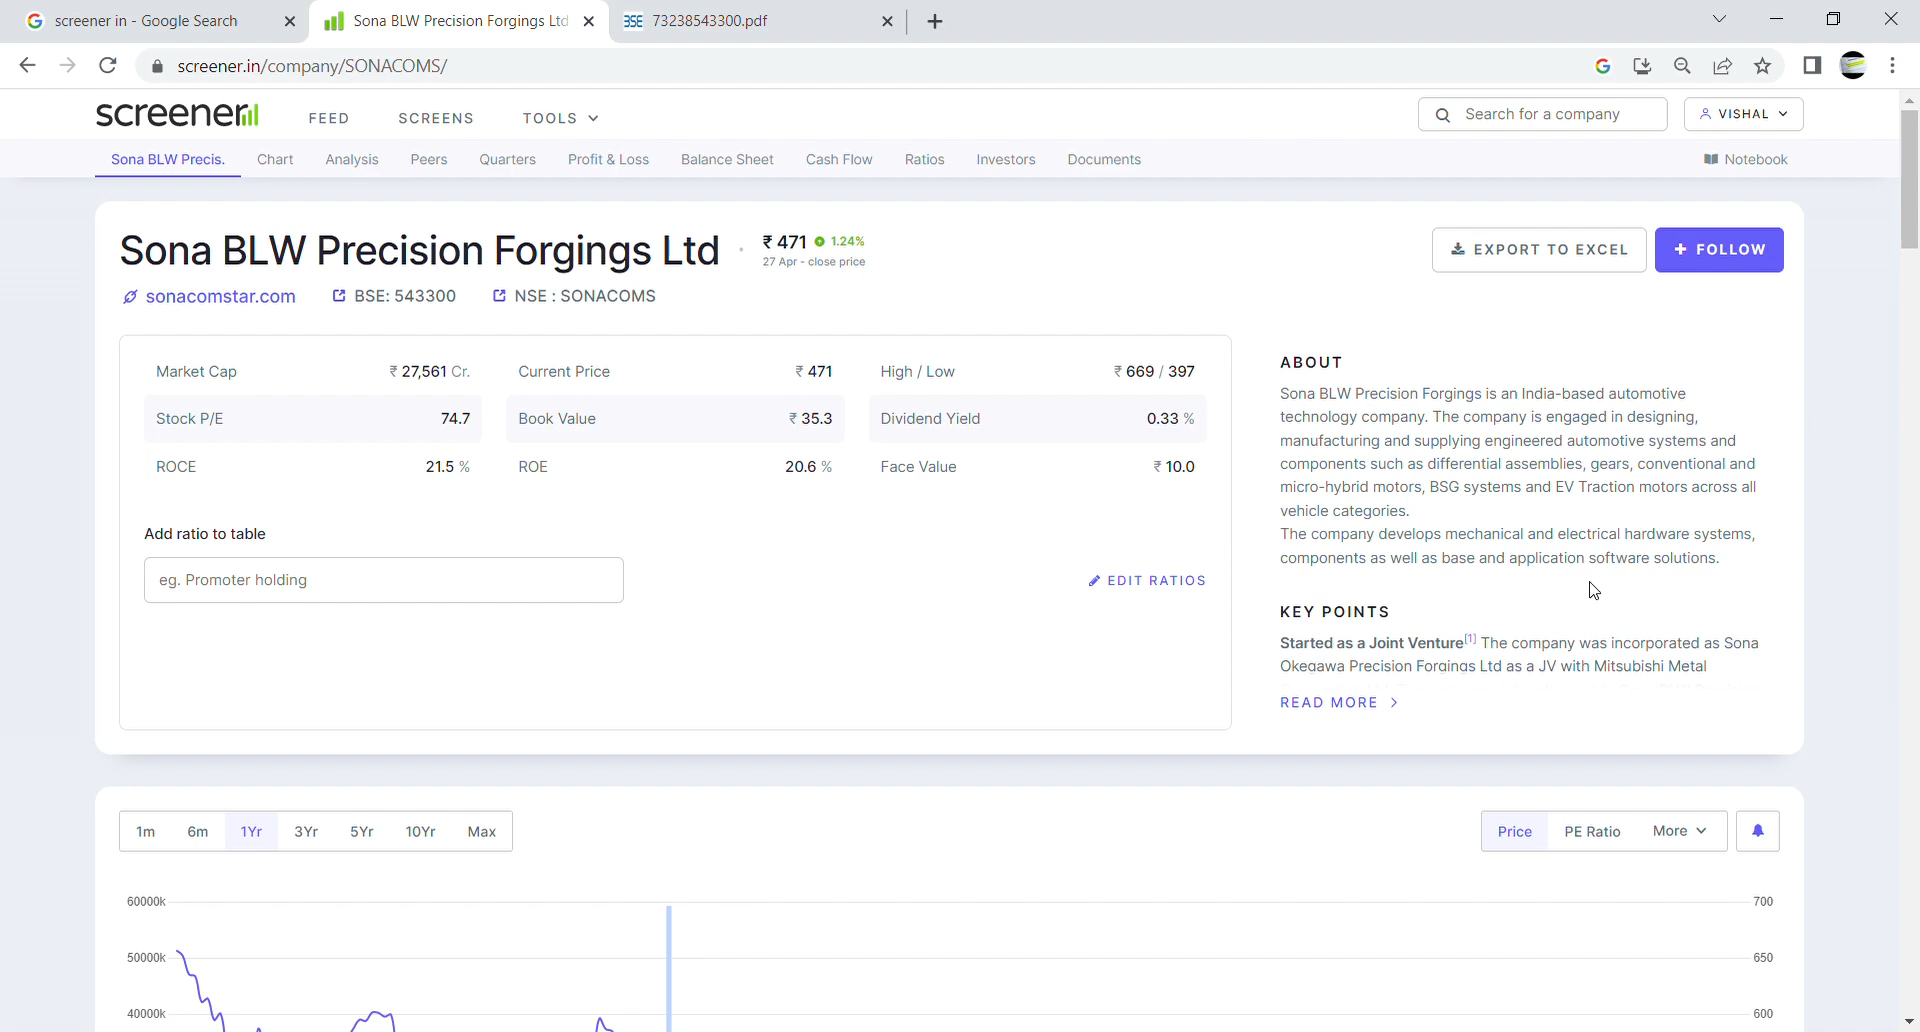 screener in - Google Search
Sona BLW Precision Forgings Ltd
BSE 73238543300.pdf
screener.in/company/SONACOMS/
screener
FEED SCREENS TOOLS
Search for a company
VISHAL
Sona BLW Precis. Chart Analysis Peers Quarters Profit & Loss Balance Sheet Cash Flow Ratios Investors Documents
Notebook
Sona BLW Precision Forgings Ltd
₹ 471 1.24%
27 Apr - close price
EXPORT TO EXCEL
+ FOLLOW
sonacomstar.com BSE: 543300 NSE : SONACOMS
Market Cap ₹ 27,561 Cr. Current Price ₹ 471 High / Low ₹ 669 / 397
Stock P/E 74.7 Book Value ₹ 35.3 Dividend Yield 0.33 %
ROCE 21.5 % ROE 20.6 % Face Value ₹ 10.0
Add ratio to table
eg. Promoter holding
EDIT RATIOS
ABOUT
Sona BLW Precision Forgings is an India-based automotive
technology company. The company is engaged in designing,
manufacturing and supplying engineered automotive systems and
components such as differential assemblies, gears, conventional and
micro-hybrid motors, BSG systems and EV Traction motors across all
vehicle categories.
The company develops mechanical and electrical hardware systems,
components as well as base and application software solutions.
KEY POINTS
Started as a Joint Venture[1] The company was incorporated as Sona
Okegawa Precision Forgings Ltd as a JV with Mitsubishi Metal
READ MORE
1m 6m 1Yr 3Yr 5Yr 10Yr Max
Price PE Ratio More
60000k 700
50000k 650
40000k 600